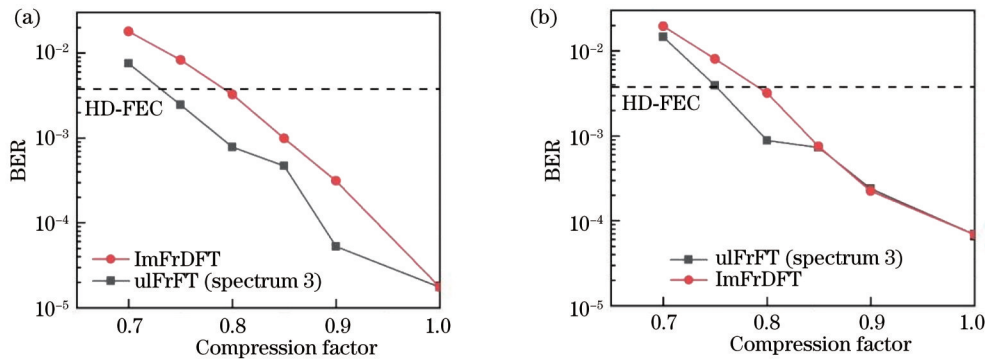 (a)
10⁻²
HD-FEC
10⁻³
BER
10⁻⁴
ImFrDFT
ulFrFT (spectrum 3)
10⁻⁵
0.7 0.8 0.9 1.0
Compression factor
(b)
10⁻²
HD-FEC
10⁻³
BER
10⁻⁴
ulFrFT (spectrum 3)
ImFrDFT
10⁻⁵
0.7 0.8 0.9 1.0
Compression factor